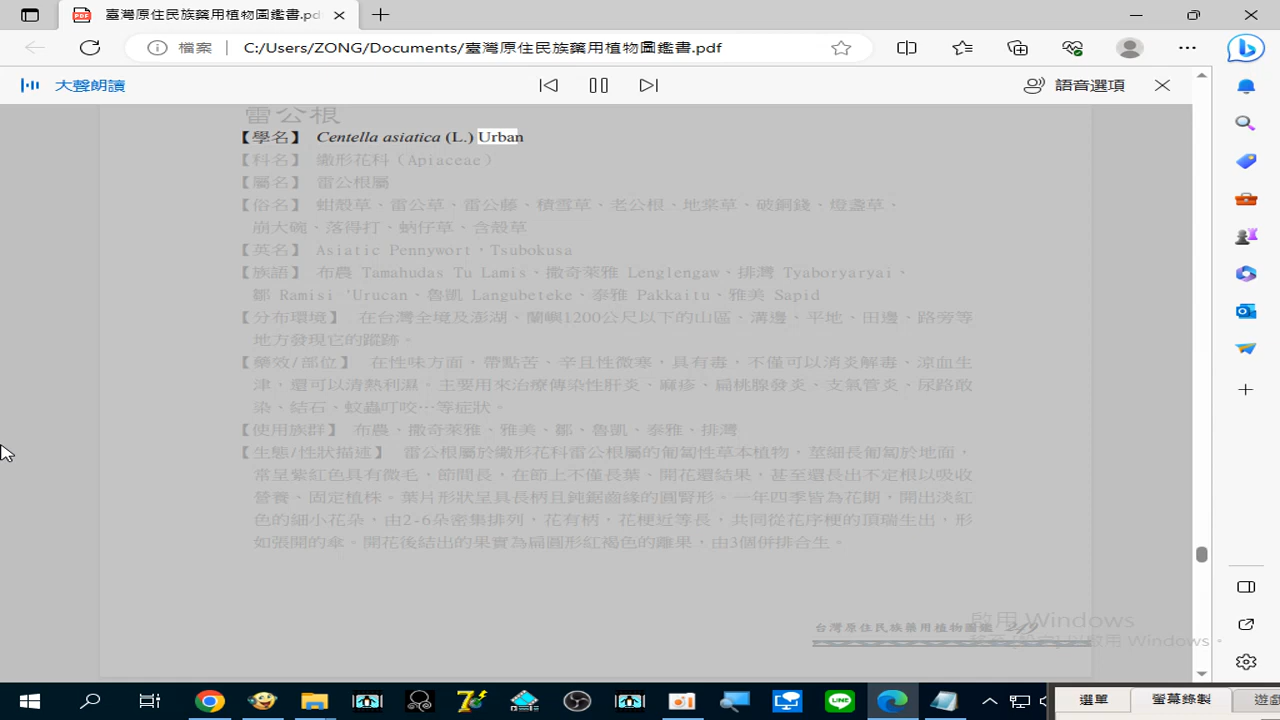 臺灣原住民族藥用植物圖鑑書.pdf
檔案 C:/Users/ZONG/Documents/臺灣原住民族藥用植物圖鑑書.pdf
大聲朗讀
語音選項
雷公根
【學名】 Centella asiatica (L.) Urban
【科名】 繖形花科（Apiaceae）
【屬名】 雷公根屬
【俗名】 蚶殼草、雷公草、雷公藤、積雪草、老公根、地棠草、破銅錢、燈盞草、
崩大碗、落得打、蚋仔草、含殼草
【英名】 Asiatic Pennywort，Tsubokusa
【族語】 布農 Tamahudas Tu Lamis、撒奇萊雅 Lenglengaw、排灣 Tyaboryaryai、
鄒 Ramisi 'Urucan、魯凱 Langubeteke、泰雅 Pakkaitu、雅美 Sapid
【分布環境】 在台灣全境及澎湖、蘭嶼1200公尺以下的山區、溝邊、平地、田邊、路旁等
地方發現它的蹤跡。
【藥效/部位】 在性味方面，帶點苦、辛且性微寒，具有毒，不僅可以消炎解毒、涼血生
津，還可以清熱利濕。主要用來治療傳染性肝炎、麻疹、扁桃腺發炎、支氣管炎、尿路敢
染、結石、蚊蟲叮咬…等症狀。
【使用族群】 布農、撒奇萊雅、雅美、鄒、魯凱、泰雅、排灣
【生態/性狀描述】 雷公根屬於繖形花科雷公根屬的匍匐性草本植物，莖細長匍匐於地面，
常呈紫紅色具有微毛，節間長，在節上不僅長葉、開花還結果，甚至還長出不定根以吸收
營養、固定植株。葉片形狀呈具長柄且鈍鋸齒緣的圓腎形。一年四季皆為花期，開出淡紅
色的細小花朵，由2-6朵密集排列，花有柄，花梗近等長，共同從花序梗的頂瑞生出，形
如張開的傘。開花後結出的果實為扁圓形紅褐色的離果，由3個併排合生。
台灣原住民族藥用植物圖鑑 249
啟用 Windows
移至 [設定] 以啟用 Windows。
選單
螢幕錄製
遊戲